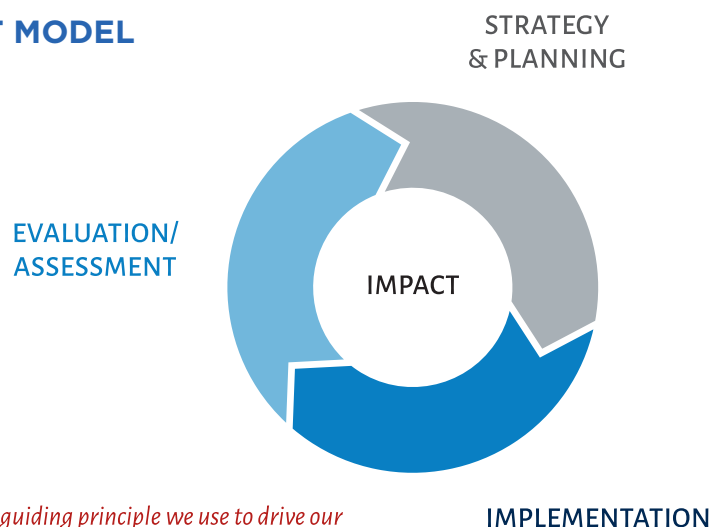 MODEL
STRATEGY
& PLANNING
EVALUATION/
ASSESSMENT
IMPACT
guiding principle we use to drive our
IMPLEMENTATION